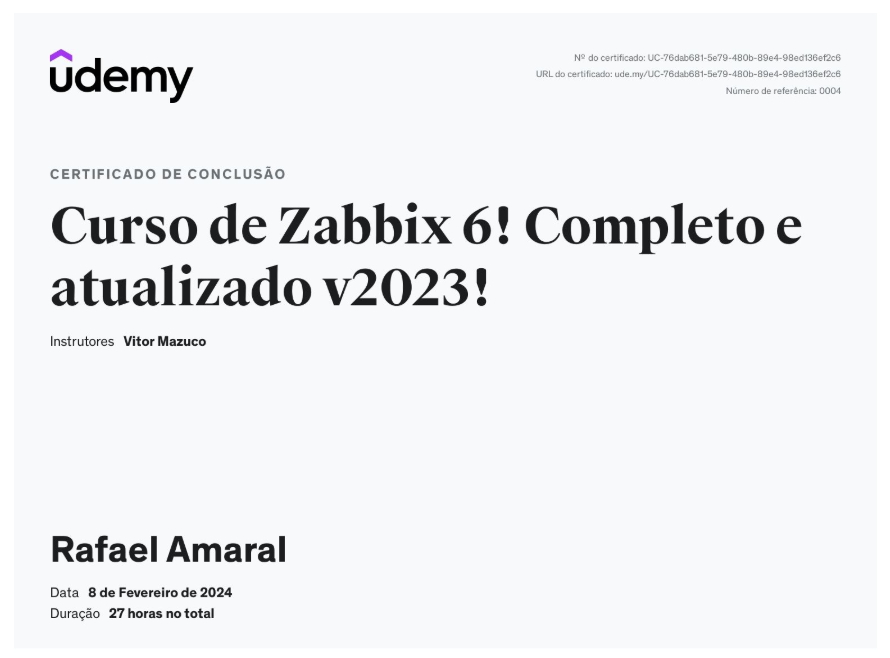 udemy
Nº do certificado: UC-76dab681-5e79-480b-89e4-98ed136ef2c6
URL do certificado: ude.my/UC-76dab681-5e79-480b-89e4-98ed136ef2c6
Número de referência: 0004
CERTIFICADO DE CONCLUSÃO
Curso de Zabbix 6! Completo e
atualizado v2023!
Instrutores Vitor Mazuco
Rafael Amaral
Data 8 de Fevereiro de 2024
Duração 27 horas no total